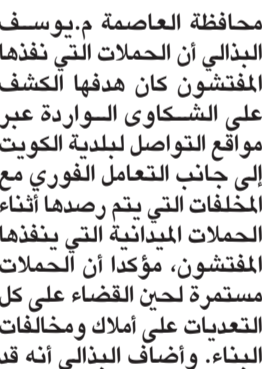 محافظة العاصمة م.يوسف
البذالي أن الحملات التي نفذها
المفتشون كان هدفها الكشف
على الشكاوى الواردة عبر
مواقع التواصل لبلدية الكويت
إلى جانب التعامل الفوري مع
المخلفات التي يتم رصدها أثناء
الحملات الميدانية التي ينفذها
المفتشون، مؤكدا أن الحملات
مستمرة لحين القضاء على كل
التعديات على أملاك ومخالفات
البناء. وأضاف البذالي أنه قد